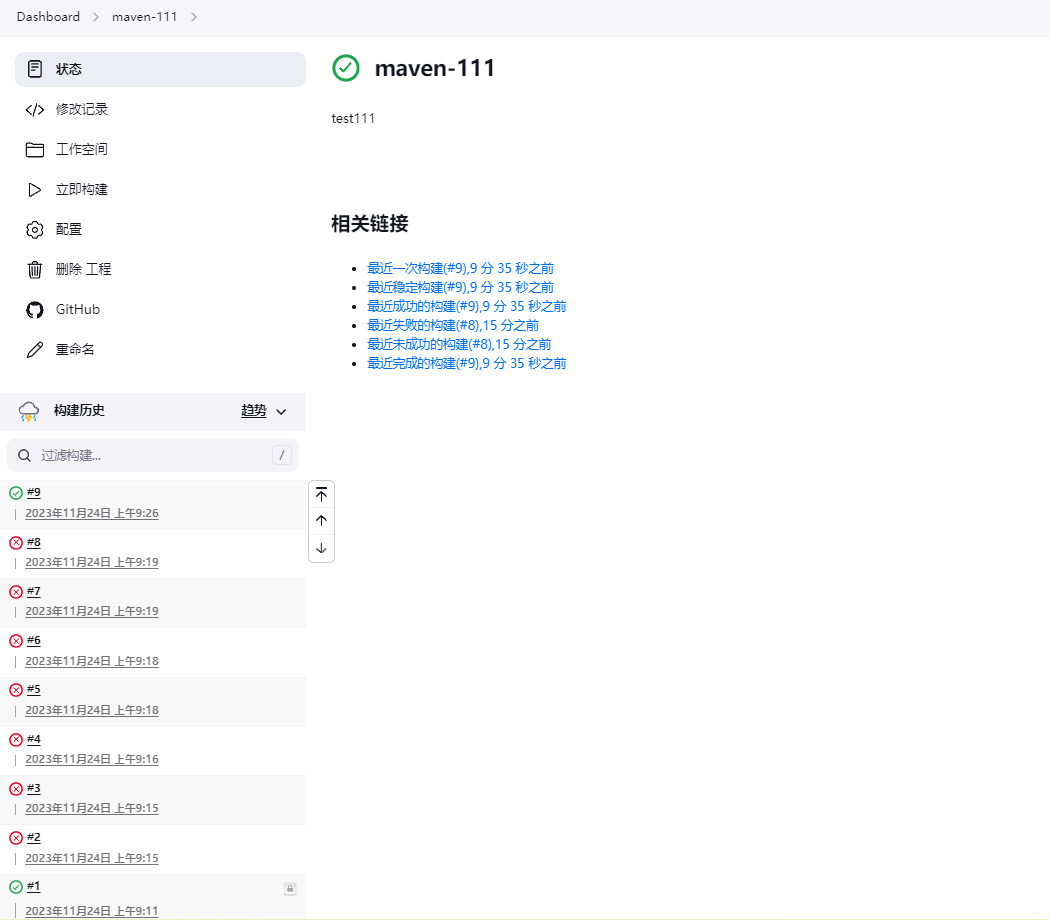 Dashboard
maven-111
状态
修改记录
工作空间
立即构建
配置
删除 工程
GitHub
重命名
构建历史
趋势
过滤构建...
/
#9
2023年11月24日 上午9:26
#8
2023年11月24日 上午9:19
#7
2023年11月24日 上午9:19
#6
2023年11月24日 上午9:18
#5
2023年11月24日 上午9:18
#4
2023年11月24日 上午9:16
#3
2023年11月24日 上午9:15
#2
2023年11月24日 上午9:15
#1
2023年11月24日 上午9:11
maven-111
test111
相关链接
最近一次构建(#9),9 分 35 秒之前
最近稳定构建(#9),9 分 35 秒之前
最近成功的构建(#9),9 分 35 秒之前
最近失败的构建(#8),15 分之前
最近未成功的构建(#8),15 分之前
最近完成的构建(#9),9 分 35 秒之前